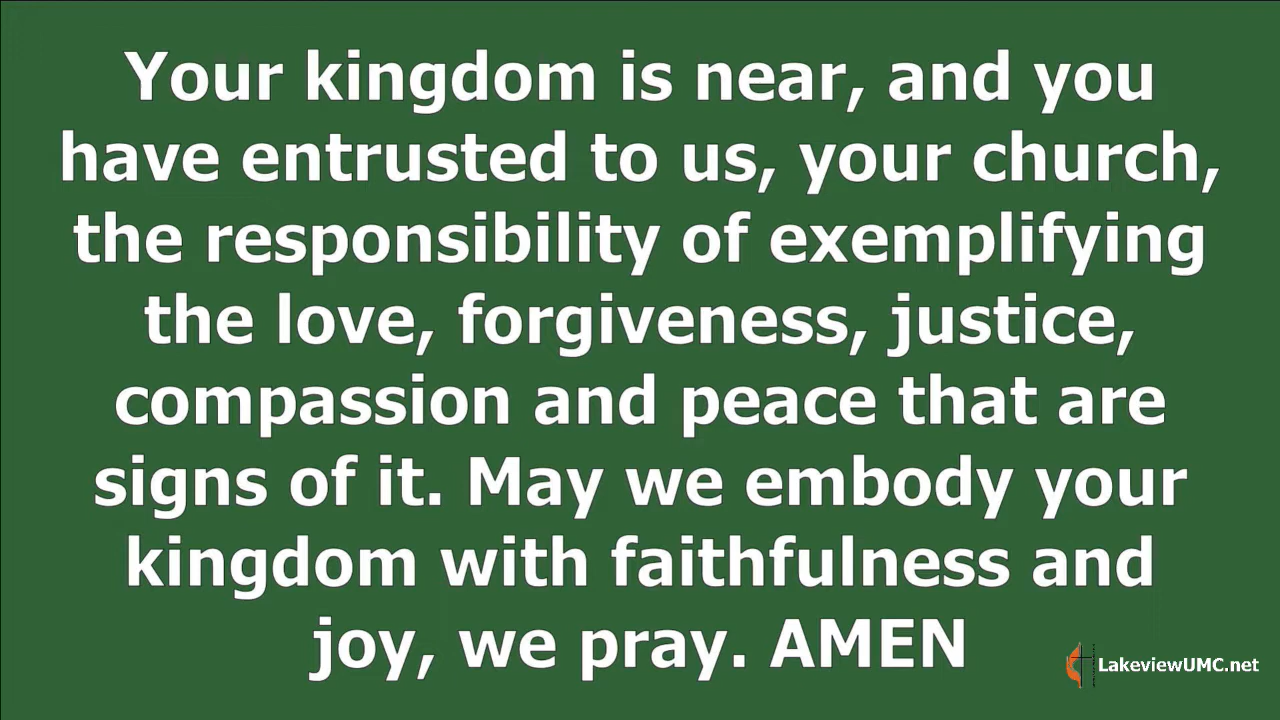 Your kingdom is near, and you
have entrusted to us, your church,
the responsibility of exemplifying
the love, forgiveness, justice,
compassion and peace that are
signs of it. May we embody your
kingdom with faithfulness and
joy, we pray. AMEN
LakeviewUMC.net